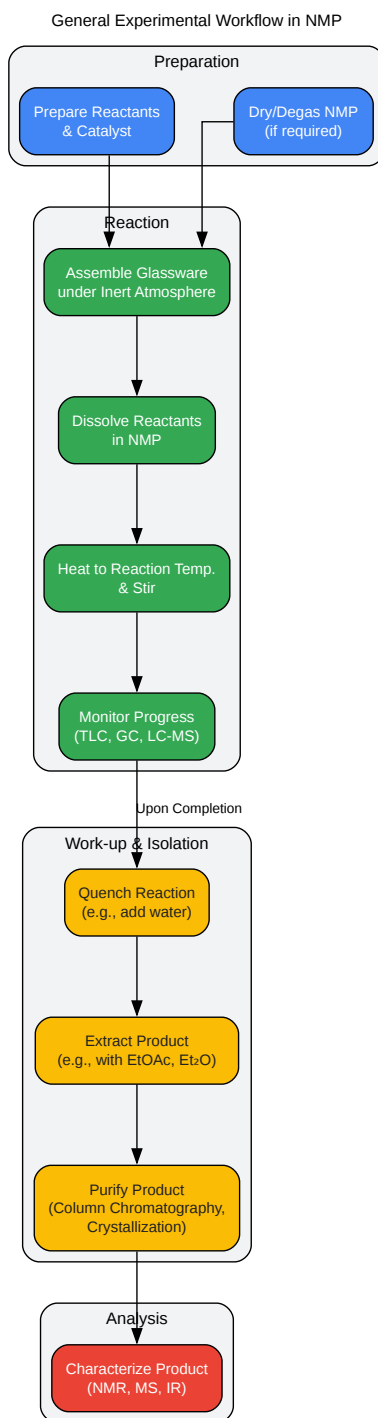 General Experimental Workflow in NMP
Preparation
Prepare Reactants
& Catalyst
Dry/Degas NMP
(if required)
Reaction
Assemble Glassware
under Inert Atmosphere
Dissolve Reactants
in NMP
Heat to Reaction Temp.
& Stir
Monitor Progress
(TLC, GC, LC-MS)
Upon Completion
Work-up & Isolation
Quench Reaction
(e.g., add water)
Extract Product
(e.g., with EtOAc, Et₂O)
Purify Product
(Column Chromatography,
Crystallization)
Analysis
Characterize Product
(NMR, MS, IR)